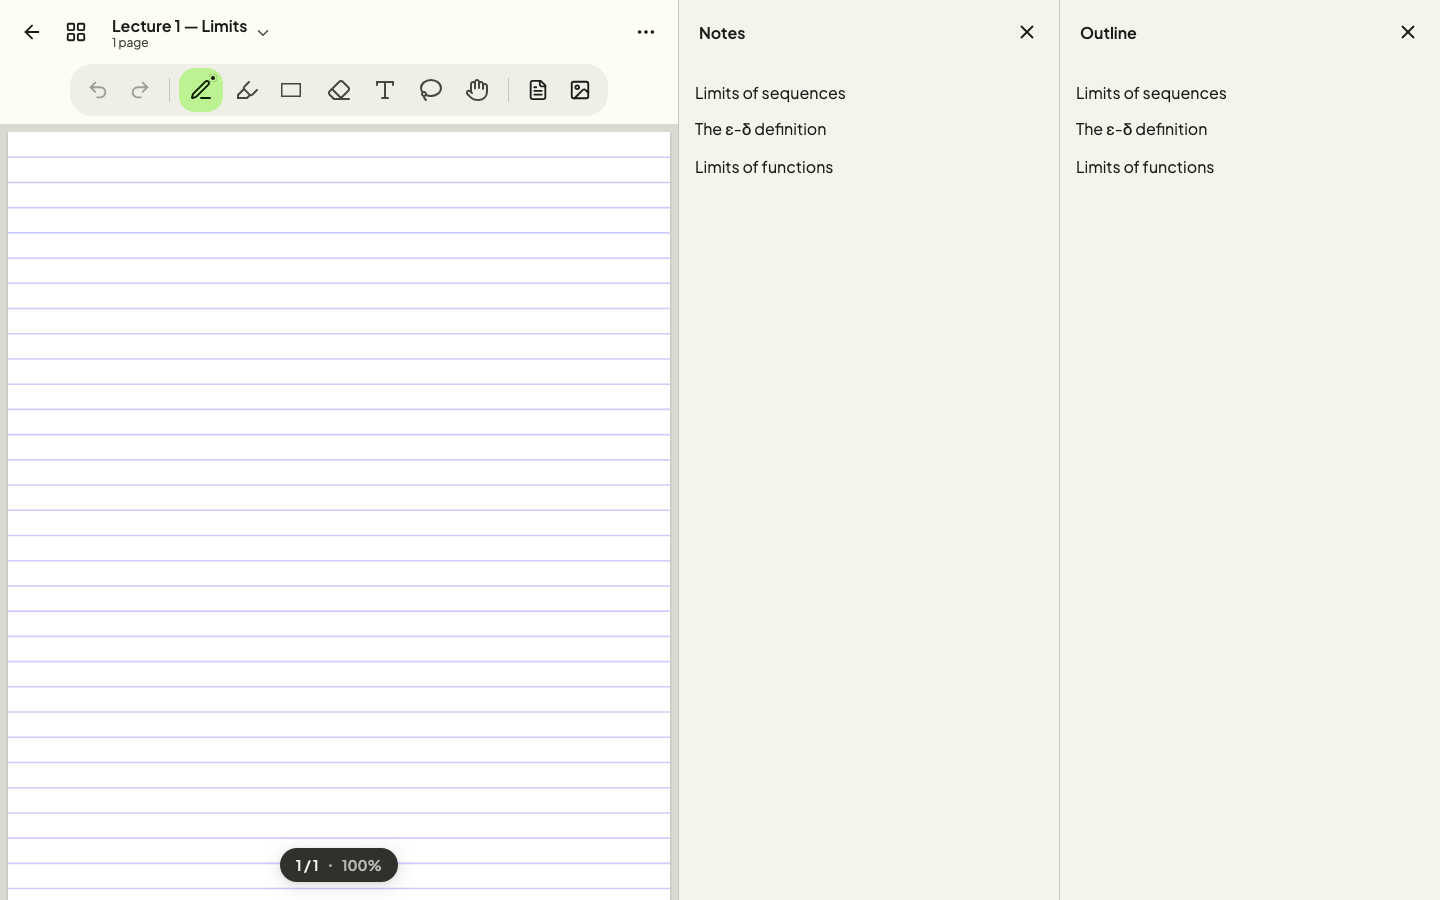 Lecture 1 — Limits
1 page
1 / 1 · 100%
Notes
Limits of sequences
The ε-δ definition
Limits of functions
Outline
Limits of sequences
The ε-δ definition
Limits of functions